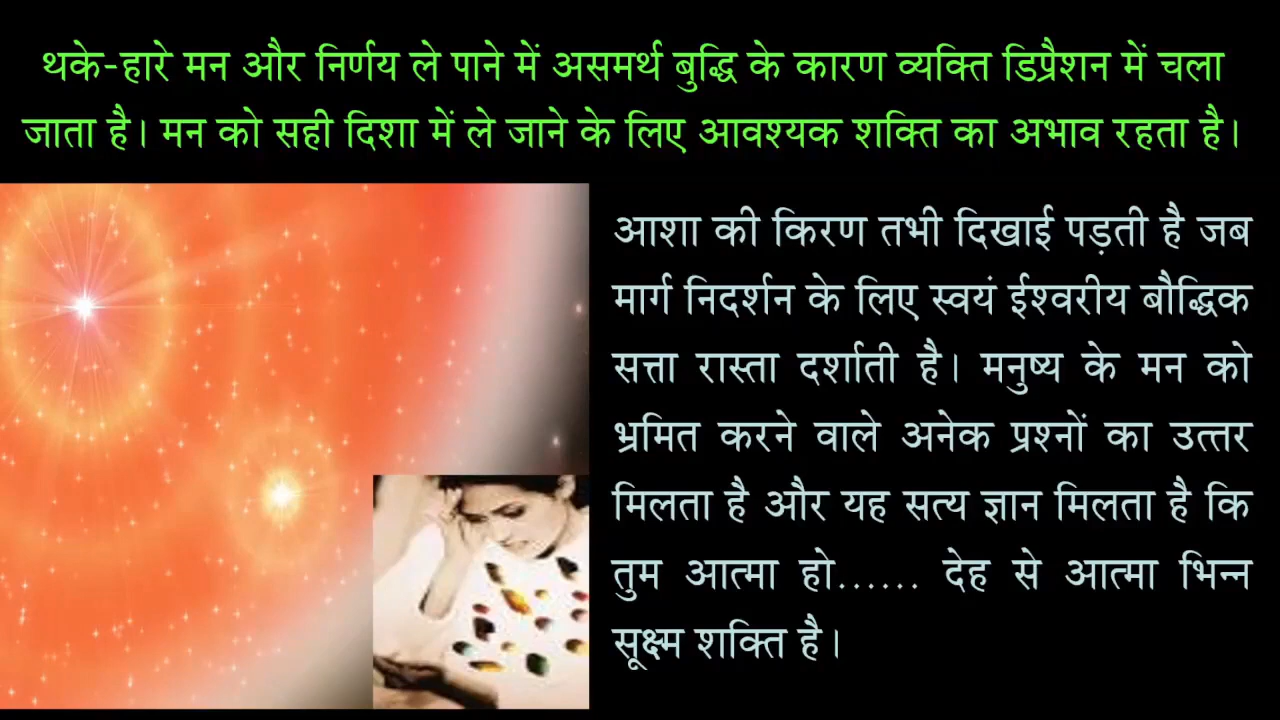 थके-हारे मन और निर्णय ले पाने में असमर्थ बुद्धि के कारण व्यक्ति डिप्रैशन में चला
जाता है। मन को सही दिशा में ले जाने के लिए आवश्यक शक्ति का अभाव रहता है।
आशा की किरण तभी दिखाई पड़ती है जब
मार्ग निदर्शन के लिए स्वयं ईश्वरीय बौद्धिक
सत्ता रास्ता दर्शाती है। मनुष्य के मन को
भ्रमित करने वाले अनेक प्रश्नों का उत्तर
मिलता है और यह सत्य ज्ञान मिलता है कि
तुम आत्मा हो...... देह से आत्मा भिन्न
सूक्ष्म शक्ति है।